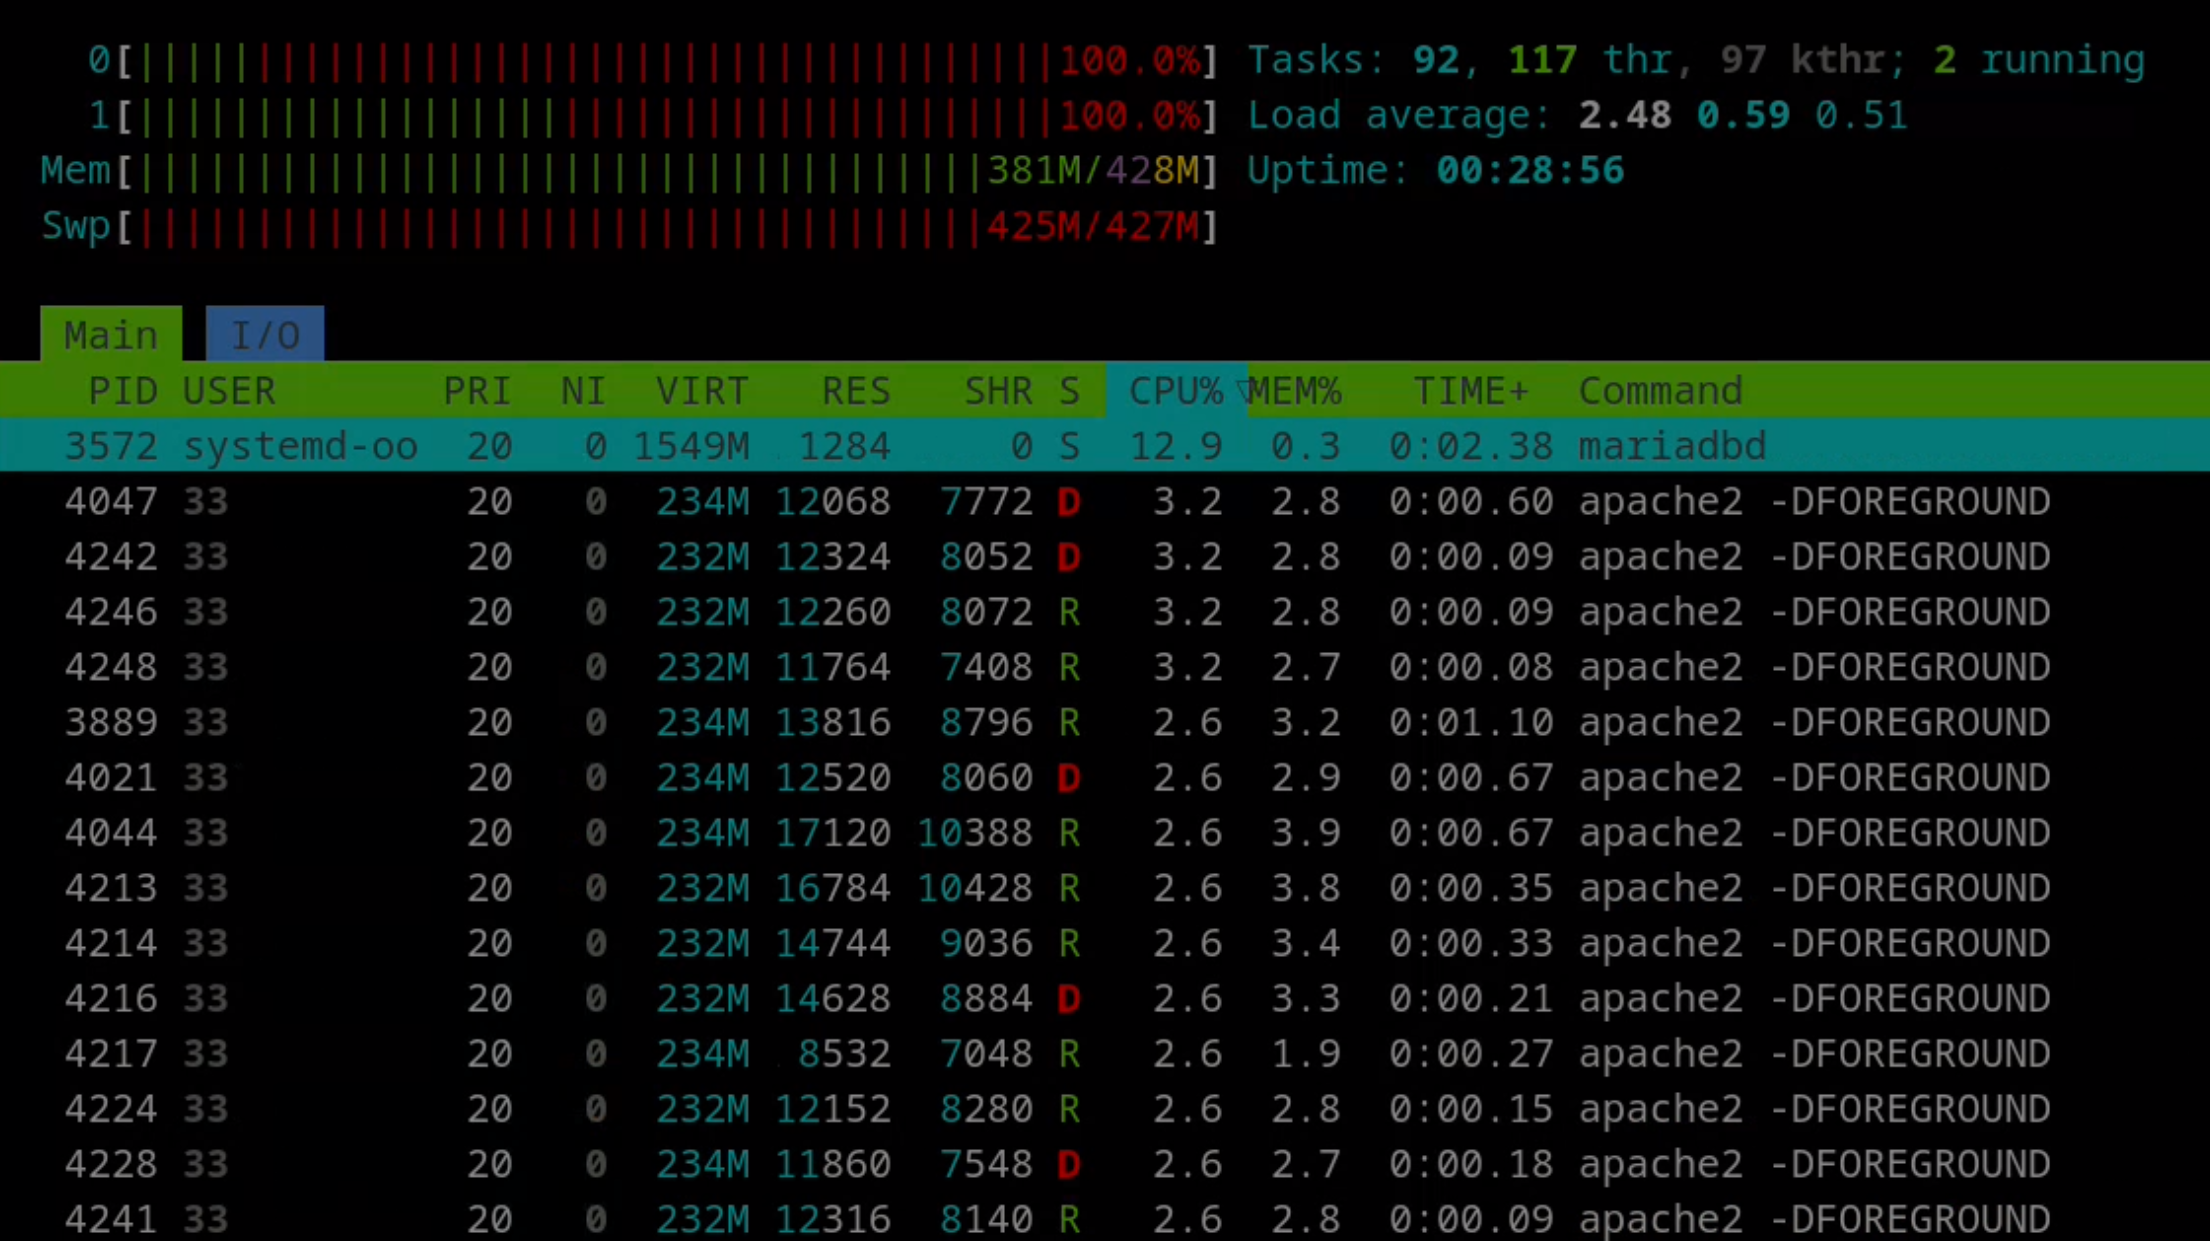 0[||||||||||||||||||||||||||||||||||||||100.0%] Tasks: 92, 117 thr, 97 kthr; 2 running
1[||||||||||||||||||||||||||||||||||||||100.0%] Load average: 2.48 0.59 0.51
Mem[||||||||||||||||||||||||||||||||||||381M/428M] Uptime: 00:28:56
Swp[||||||||||||||||||||||||||||||||||||425M/427M]
Main I/O
PID USER PRI NI VIRT RES SHR S CPU%▽MEM% TIME+ Command
3572 systemd-oo 20 0 1549M 1284 0 S 12.9 0.3 0:02.38 mariadbd
4047 33 20 0 234M 12068 7772 D 3.2 2.8 0:00.60 apache2 -DFOREGROUND
4242 33 20 0 232M 12324 8052 D 3.2 2.8 0:00.09 apache2 -DFOREGROUND
4246 33 20 0 232M 12260 8072 R 3.2 2.8 0:00.09 apache2 -DFOREGROUND
4248 33 20 0 232M 11764 7408 R 3.2 2.7 0:00.08 apache2 -DFOREGROUND
3889 33 20 0 234M 13816 8796 R 2.6 3.2 0:01.10 apache2 -DFOREGROUND
4021 33 20 0 234M 12520 8060 D 2.6 2.9 0:00.67 apache2 -DFOREGROUND
4044 33 20 0 234M 17120 10388 R 2.6 3.9 0:00.67 apache2 -DFOREGROUND
4213 33 20 0 232M 16784 10428 R 2.6 3.8 0:00.35 apache2 -DFOREGROUND
4214 33 20 0 232M 14744 9036 R 2.6 3.4 0:00.33 apache2 -DFOREGROUND
4216 33 20 0 232M 14628 8884 D 2.6 3.3 0:00.21 apache2 -DFOREGROUND
4217 33 20 0 234M 8532 7048 R 2.6 1.9 0:00.27 apache2 -DFOREGROUND
4224 33 20 0 232M 12152 8280 R 2.6 2.8 0:00.15 apache2 -DFOREGROUND
4228 33 20 0 234M 11860 7548 D 2.6 2.7 0:00.18 apache2 -DFOREGROUND
4241 33 20 0 232M 12316 8140 R 2.6 2.8 0:00.09 apache2 -DFOREGROUND